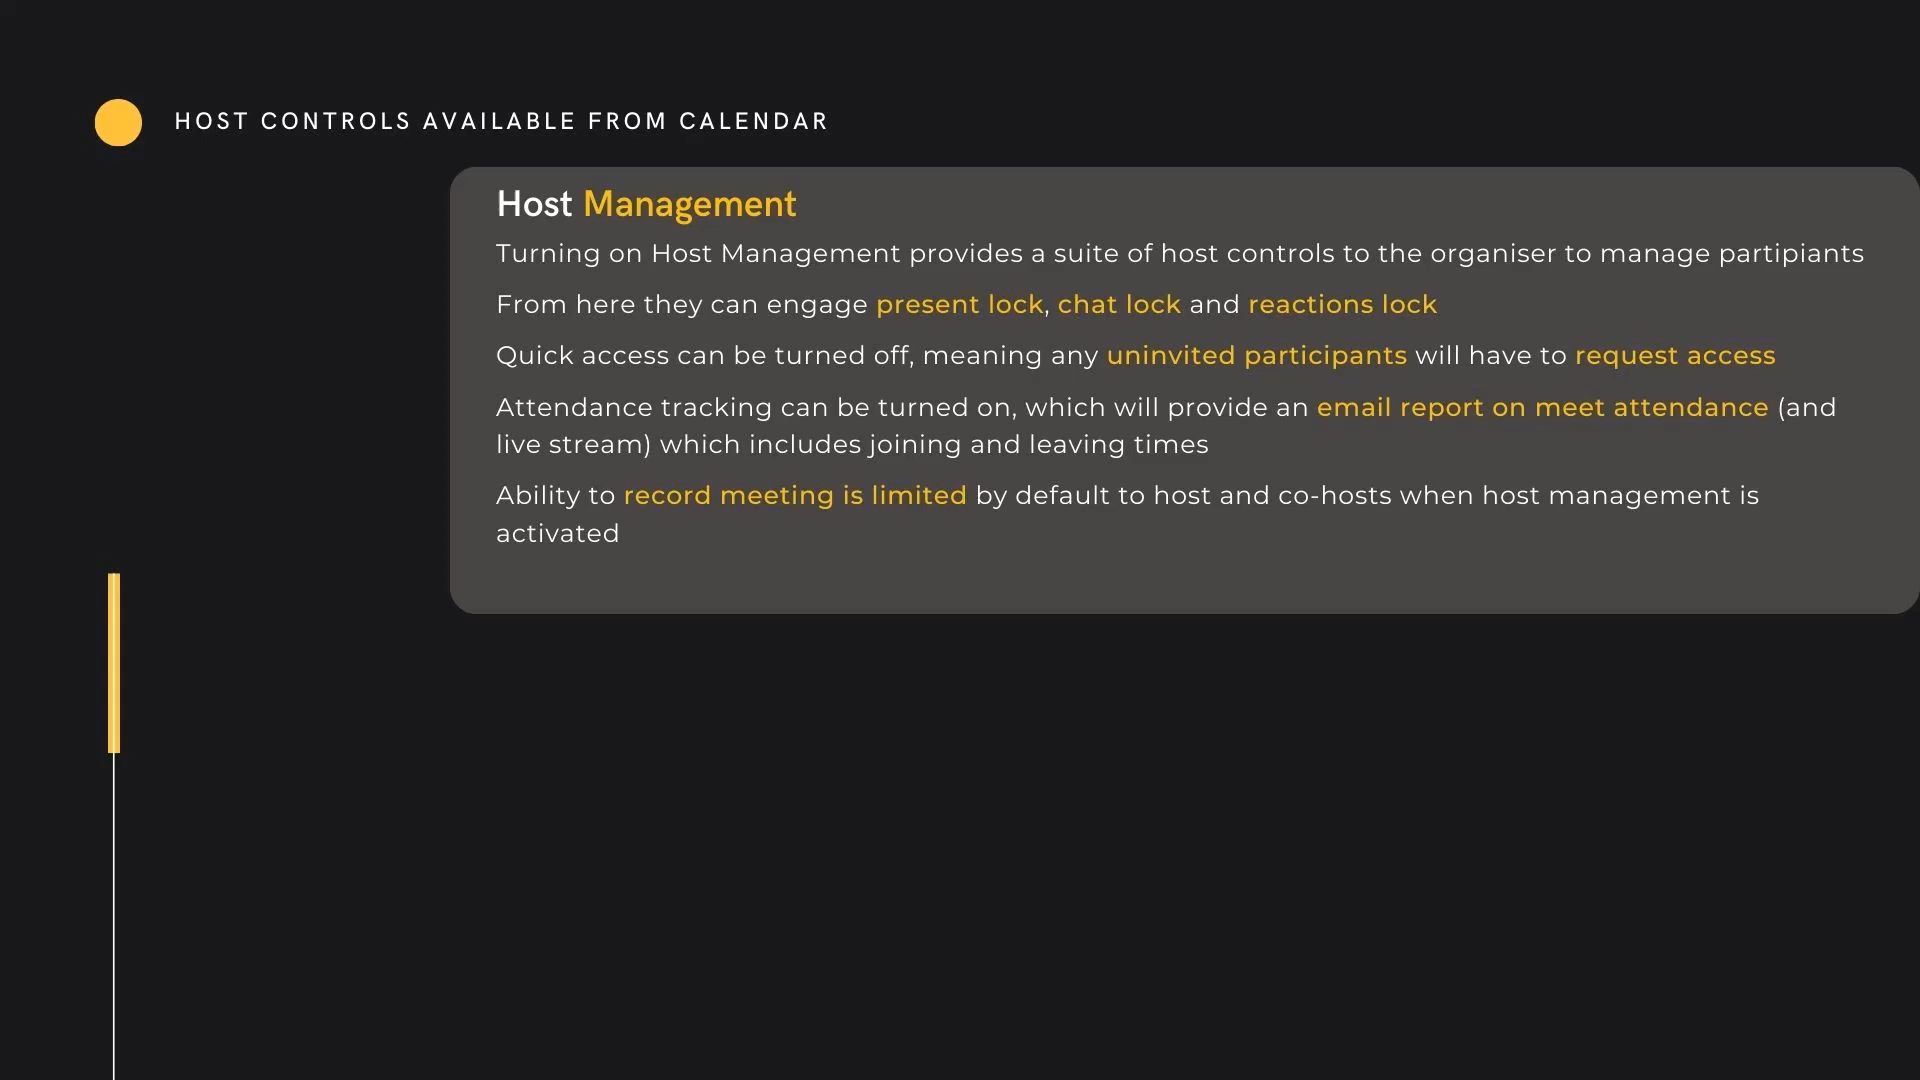 HOST CONTROLS AVAILABLE FROM CALENDAR
Host Management
Turning on Host Management provides a suite of host controls to the organiser to manage partipiants
From here they can engage present lock, chat lock and reactions lock
Quick access can be turned off, meaning any uninvited participants will have to request access
Attendance tracking can be turned on, which will provide an email report on meet attendance (and
live stream) which includes joining and leaving times
Ability to record meeting is limited by default to host and co-hosts when host management is
activated